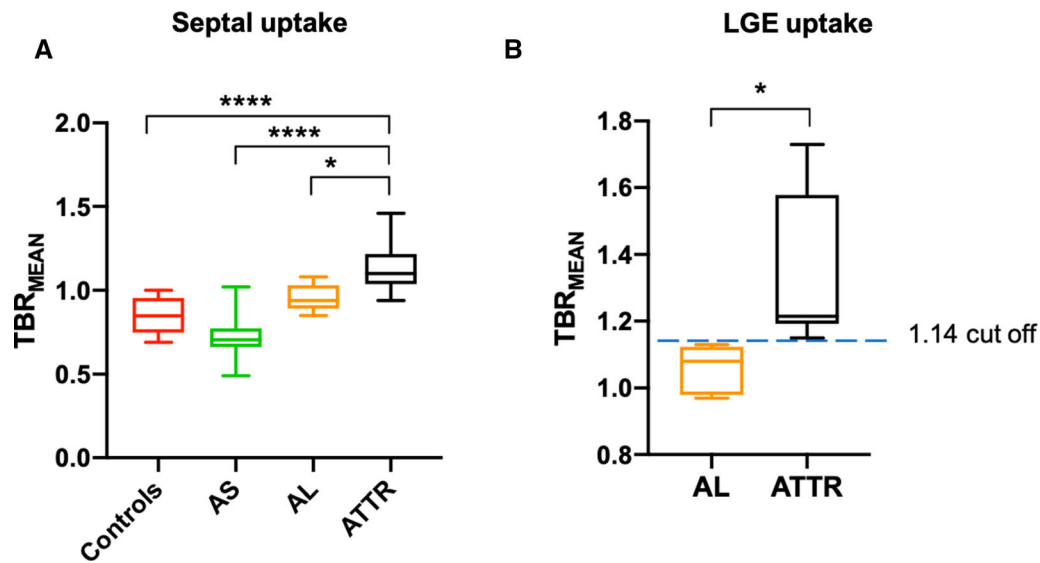 Septal uptake
A
****
****
*
2.0
1.5
1.0
0.5
0.0
TBRMEAN
Controls
AS
AL
ATTR
LGE uptake
B
*
1.8
1.6
1.4
1.2
1.0
0.8
TBRMEAN
1.14 cut off
AL
ATTR